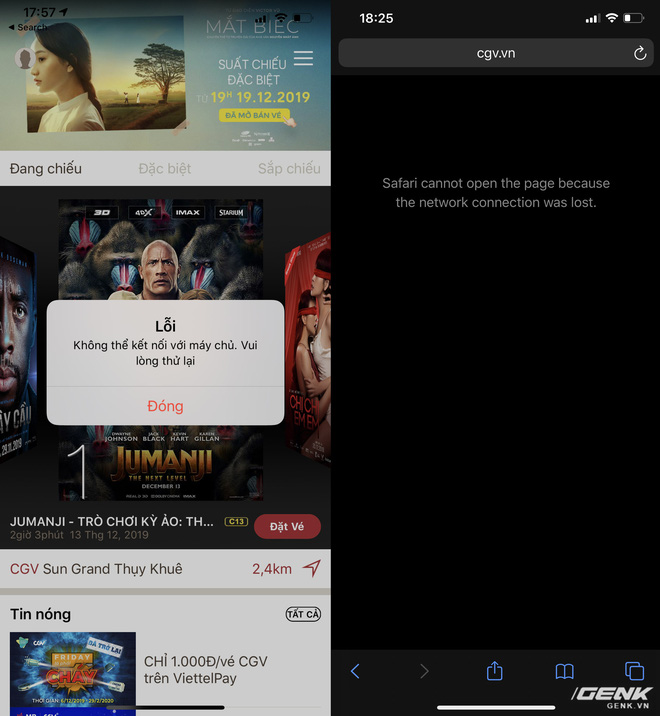 17:57
Search
MẮT BIẾC
SUẤT CHIẾU
ĐẶC BIỆT
TỪ 19H 19.12.2019
ĐÃ MỞ BÁN VÉ
Đang chiếu
Đặc biệt
Sắp chiếu
3D
4DX
IMAX
STARIUM
Lỗi
Không thể kết nối với máy chủ. Vui
lòng thử lại
Đóng
DWAYNE JOHNSON
JACK BLACK
KEVIN HART
KAREN GILLAN
1
JUMANJI
THE NEXT LEVEL
DECEMBER 13
JUMANJI - TRÒ CHƠI KỲ ẢO: TH...
C13
Đặt Vé
2giờ 3phút 13 Thg 12, 2019
CGV Sun Grand Thụy Khuê
2,4km
Tin nóng
TẤT CẢ
CGV
ĐÃ TRỞ LẠI
FRIDAY
CHÁY
CHỈ 1.000Đ/vé CGV
trên ViettelPay
18:25
cgv.vn
Safari cannot open the page because
the network connection was lost.
GENK
GENK.VN